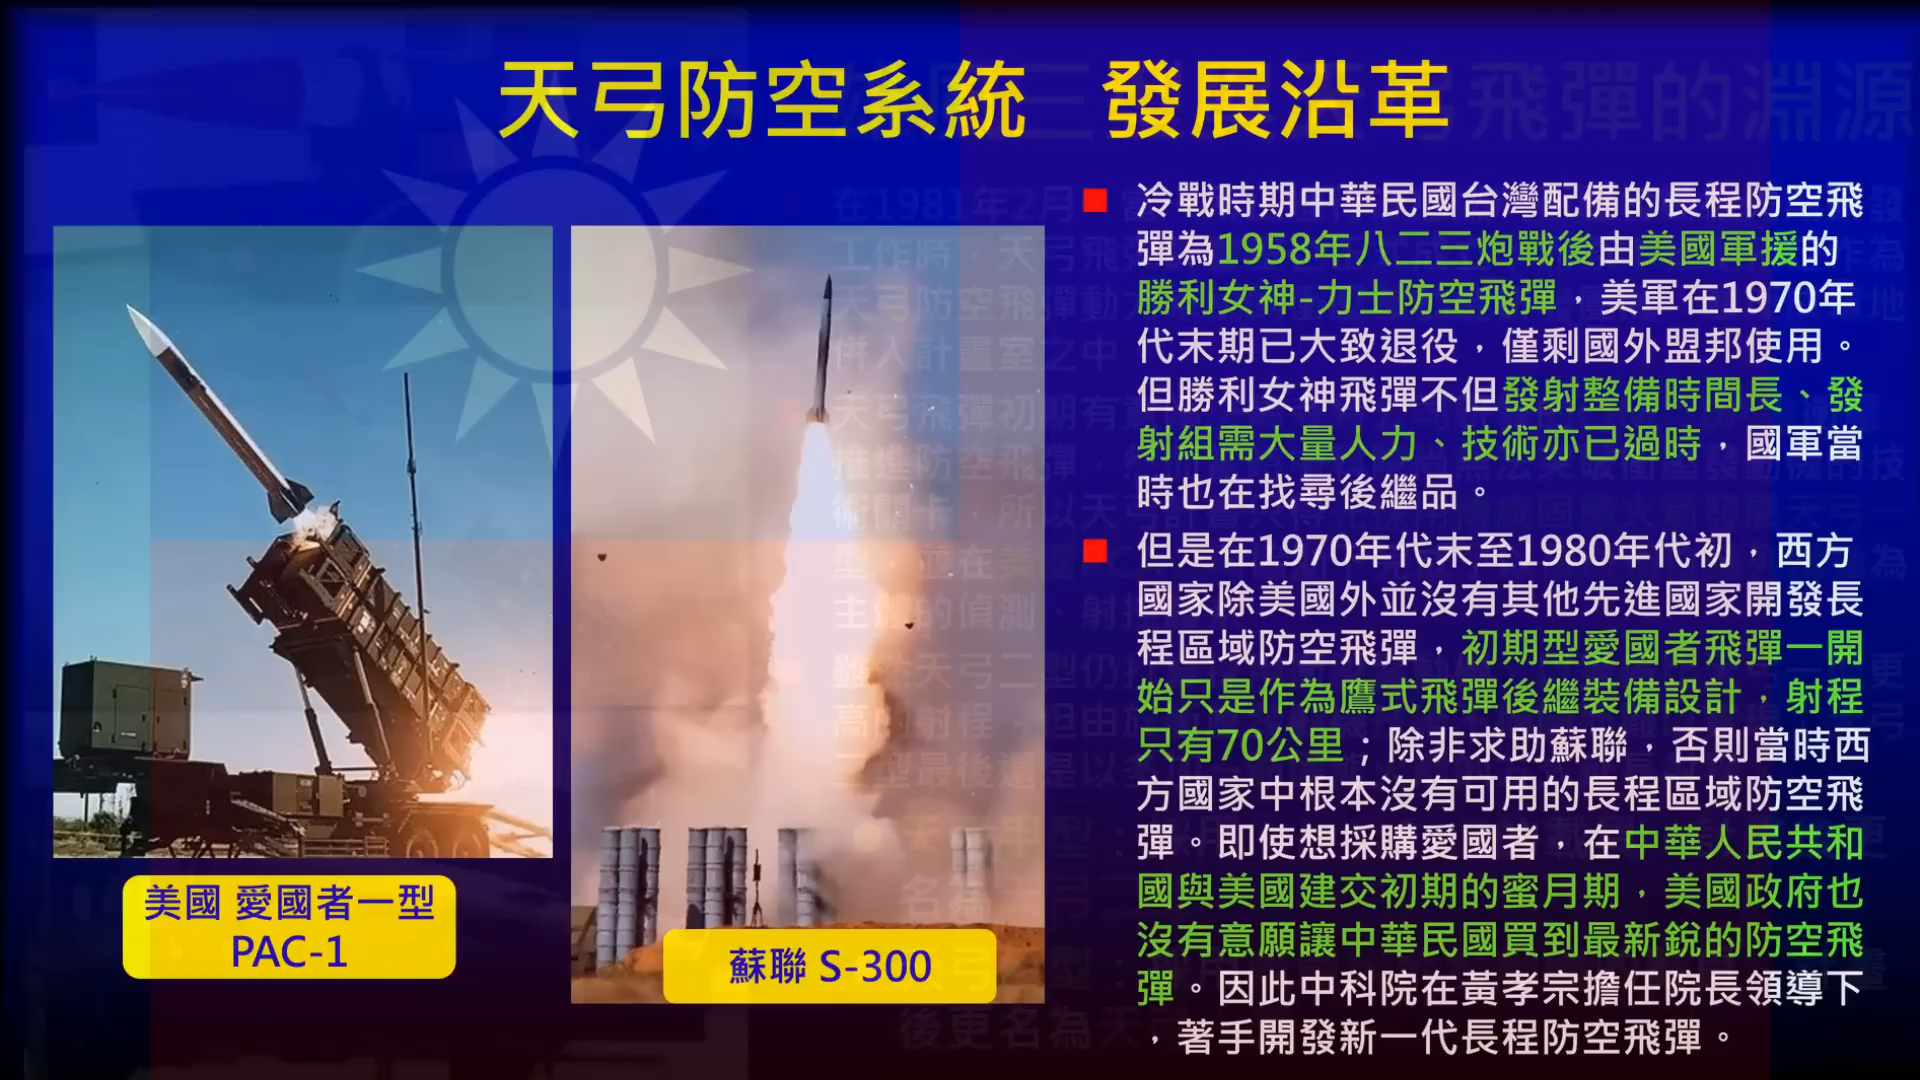 天弓防空系統 發展沿革
冷戰時期中華民國台灣配備的長程防空飛
彈為1958年八二三炮戰後由美國軍援的
勝利女神-力士防空飛彈，美軍在1970年
代末期已大致退役，僅剩國外盟邦使用。
但勝利女神飛彈不但發射整備時間長、發
射組需大量人力、技術亦已過時，國軍當
時也在找尋後繼品。
但是在1970年代末至1980年代初，西方
國家除美國外並沒有其他先進國家開發長
程區域防空飛彈，初期型愛國者飛彈一開
始只是作為鷹式飛彈後繼裝備設計，射程
只有70公里；除非求助蘇聯，否則當時西
方國家中根本沒有可用的長程區域防空飛
彈。即使想採購愛國者，在中華人民共和
國與美國建交初期的蜜月期，美國政府也
沒有意願讓中華民國買到最新銳的防空飛
彈。因此中科院在黃孝宗擔任院長領導下
，著手開發新一代長程防空飛彈。
美國 愛國者一型
PAC-1
蘇聯 S-300